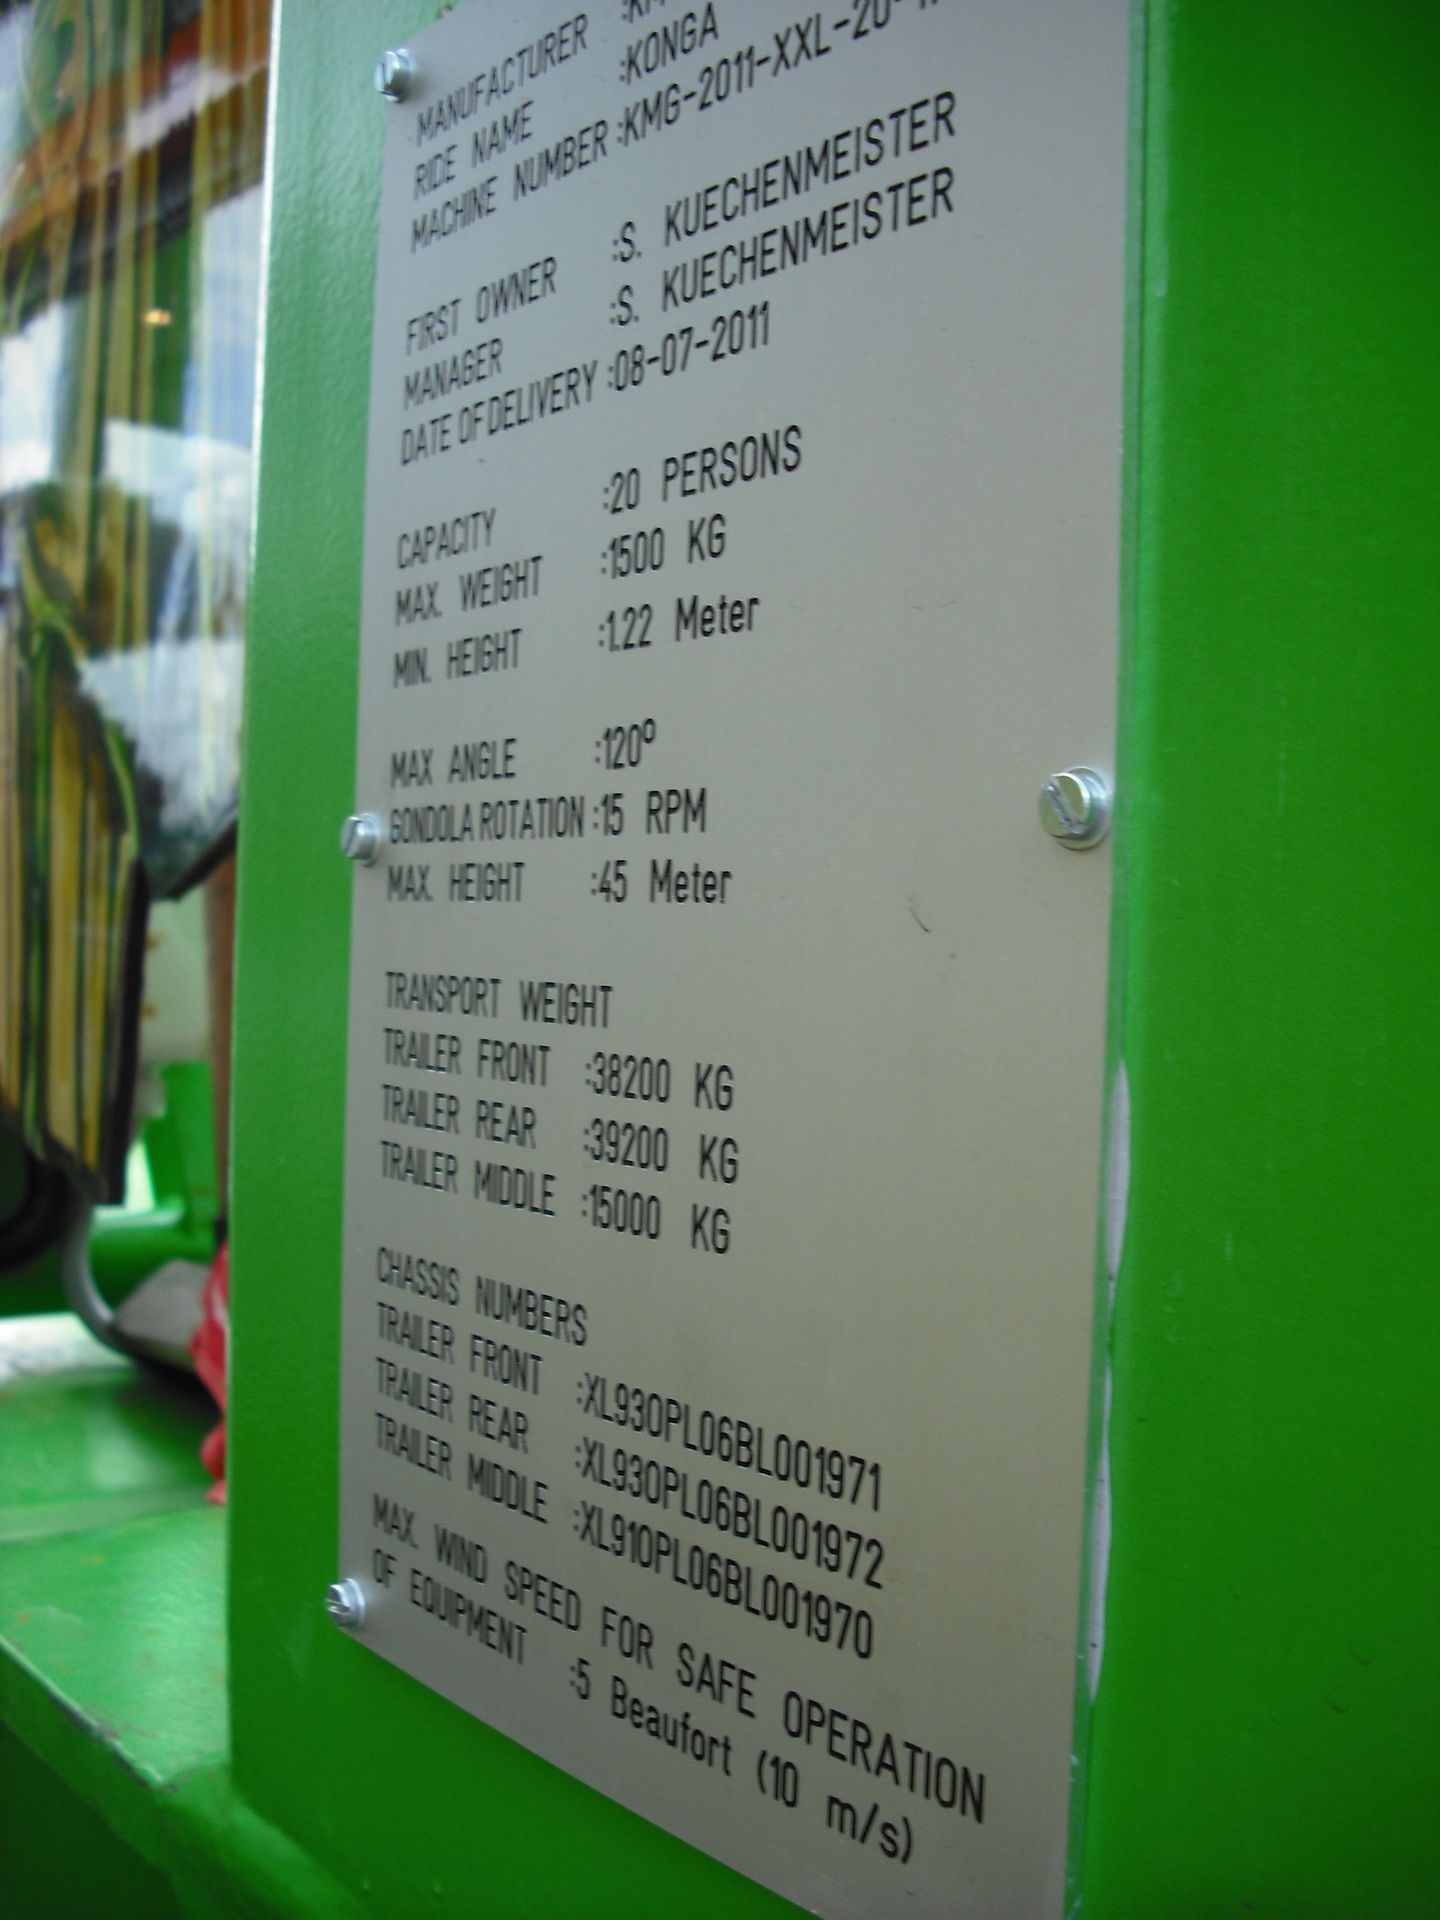 MANUFACTURER
RIDE NAME :KONGA
MACHINE NUMBER :KMG-2011-XXL-20
FIRST OWNER :S. KUECHENMEISTER
MANAGER :S. KUECHENMEISTER
DATE OF DELIVERY :08-07-2011
CAPACITY :20 PERSONS
MAX. WEIGHT :1500 KG
MIN. HEIGHT :1.22 Meter
MAX ANGLE :120º
GONDOLA ROTATION :15 RPM
MAX. HEIGHT :45 Meter
TRANSPORT WEIGHT
TRAILER FRONT :38200 KG
TRAILER REAR :39200 KG
TRAILER MIDDLE :15000 KG
CHASSIS NUMBERS
TRAILER FRONT :XL930PL06BL001971
TRAILER REAR :XL930PL06BL001972
TRAILER MIDDLE :XL910PL06BL001970
MAX. WIND SPEED FOR SAFE OPERATION
OF EQUIPMENT :5 Beaufort (10 m/s)